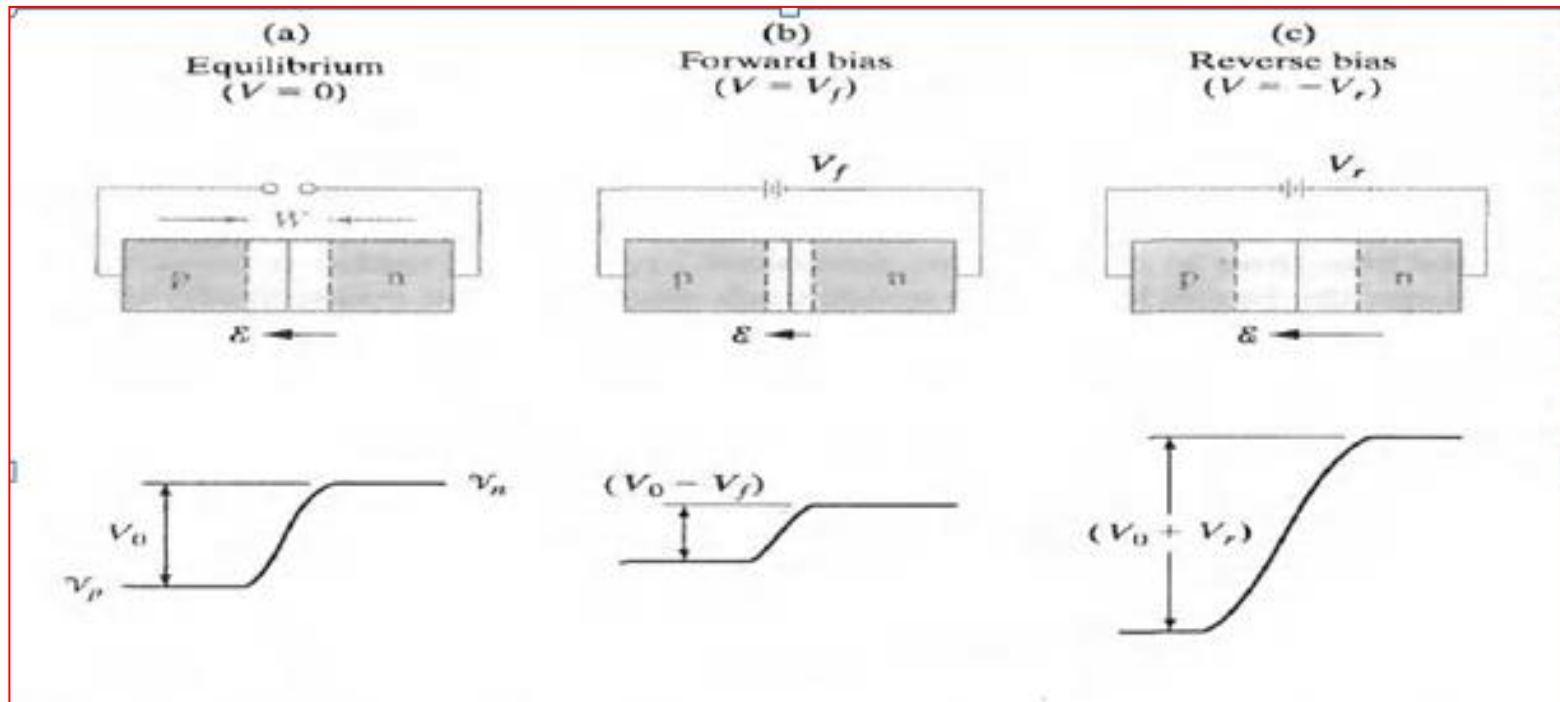 (a)
Equilibrium
(V = 0)
(b)
Forward bias
(V = V_f)
(c)
Reverse bias
(V = −V_r)
V_f
V_r
W
p
n
p
n
p
n
ℰ
ℰ
ℰ
V_0
𝒱_n
𝒱_p
(V_0 − V_f)
(V_0 + V_r)